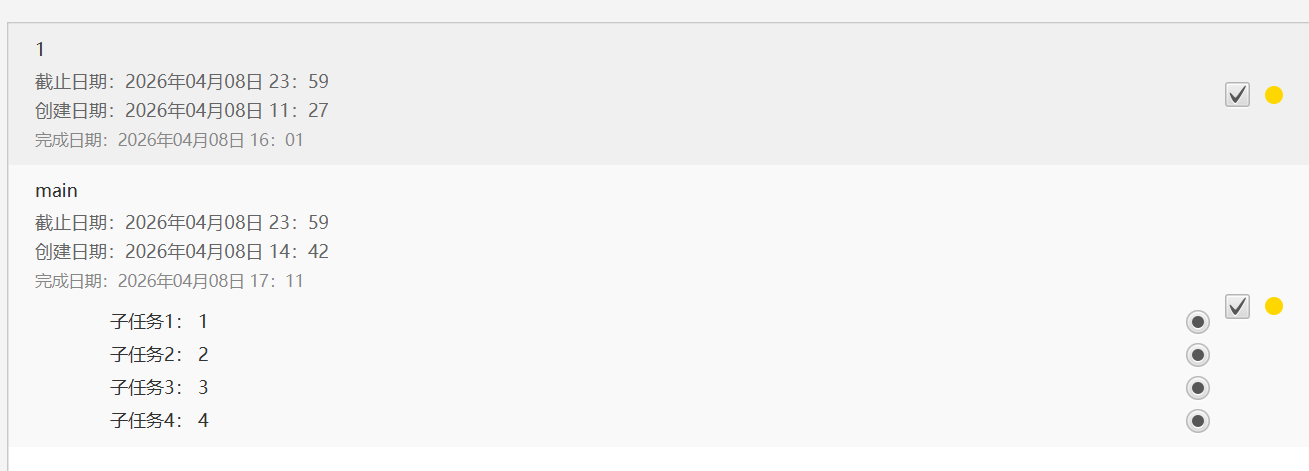 1
截止日期：2026年04月08日 23：59
创建日期：2026年04月08日 11：27
完成日期：2026年04月08日 16：01
main
截止日期：2026年04月08日 23：59
创建日期：2026年04月08日 14：42
完成日期：2026年04月08日 17：11
子任务1： 1
子任务2： 2
子任务3： 3
子任务4： 4